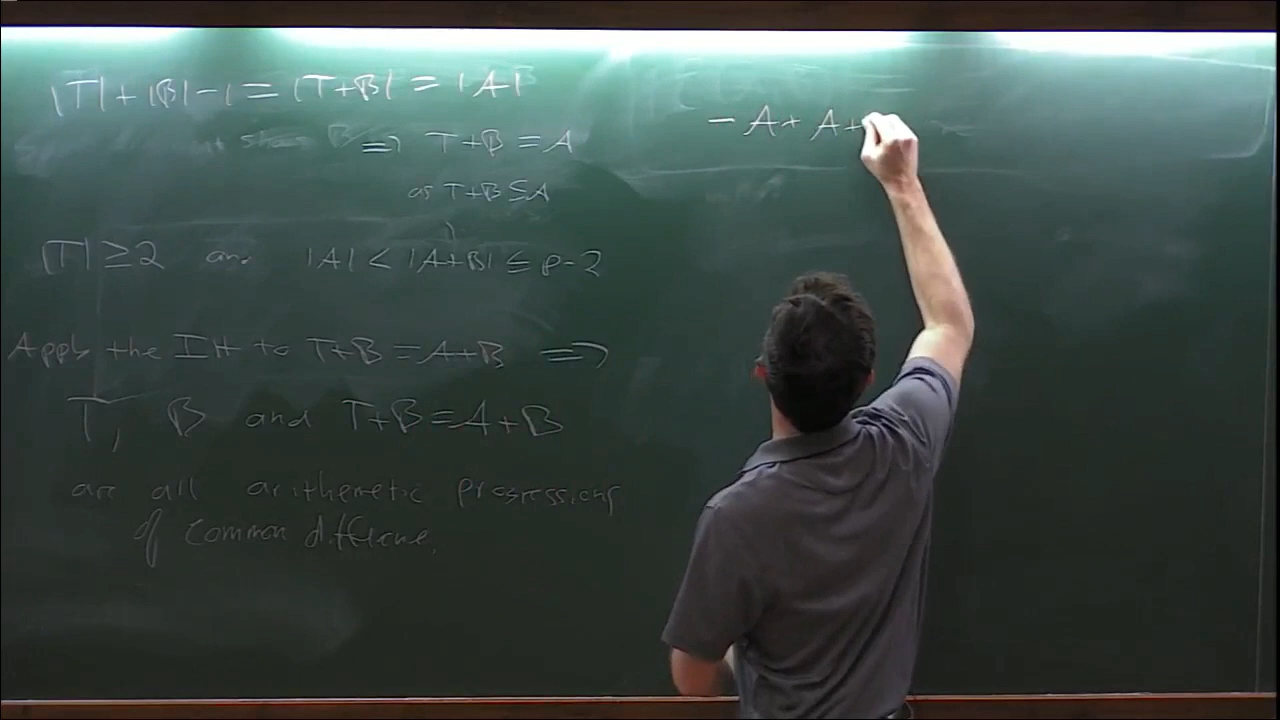 |T|+|B|-1 = |T+B| = |A|
=> T+B = A
as T+B ⊆ A
|T| ≥ 2 and |A| < |A+B| ≤ p-2
Apply the IH to T+B = A+B =>
T, B and T+B = A+B
are all arithmetic progressions
of common difference.
- A + A +